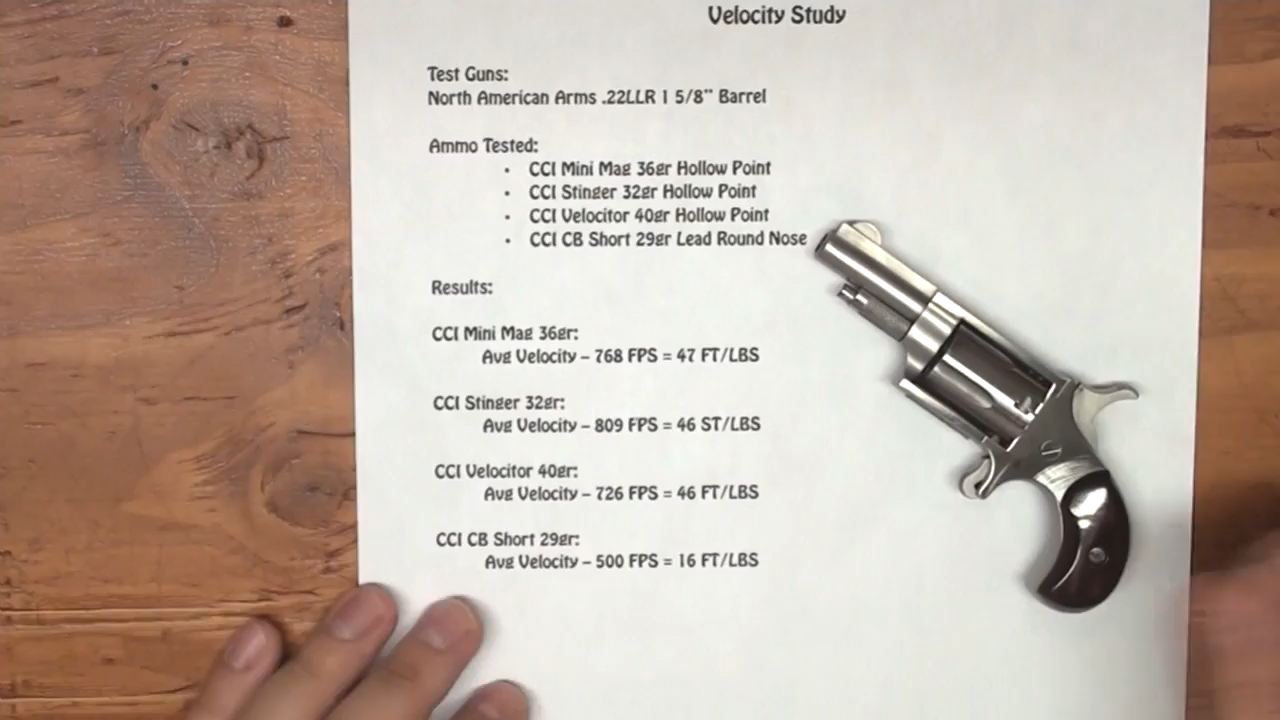 Velocity Study
Test Guns:
North American Arms .22LLR 1 5/8" Barrel
Ammo Tested:
• CCI Mini Mag 36gr Hollow Point
• CCI Stinger 32gr Hollow Point
• CCI Velocitor 40gr Hollow Point
• CCI CB Short 29gr Lead Round Nose
Results:
CCI Mini Mag 36gr:
Avg Velocity – 768 FPS = 47 FT/LBS
CCI Stinger 32gr:
Avg Velocity – 809 FPS = 46 ST/LBS
CCI Velocitor 40gr:
Avg Velocity – 726 FPS = 46 FT/LBS
CCI CB Short 29gr:
Avg Velocity – 500 FPS = 16 FT/LBS